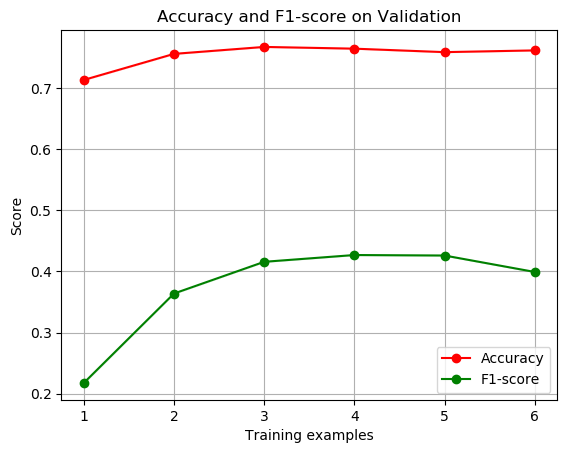 Accuracy and F1-score on Validation
Score
0.7
0.6
0.5
0.4
0.3
0.2
1 2 3 4 5 6
Training examples
Accuracy
F1-score